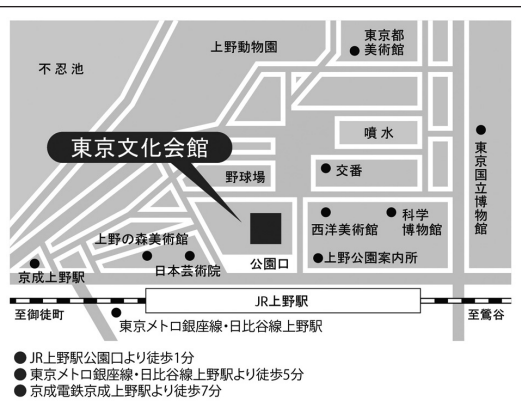 東京都
美術館
上野動物園
不忍池
噴水
東京文化会館
東京国立博物館
野球場
交番
西洋美術館
科学
博物館
上野の森美術館
日本芸術院
公園口
上野公園案内所
京成上野駅
JR上野駅
至御徒町
至鶯谷
東京メトロ銀座線・日比谷線上野駅
●JR上野駅公園口より徒歩1分
●東京メトロ銀座線・日比谷線上野駅より徒歩5分
●京成電鉄京成上野駅より徒歩7分